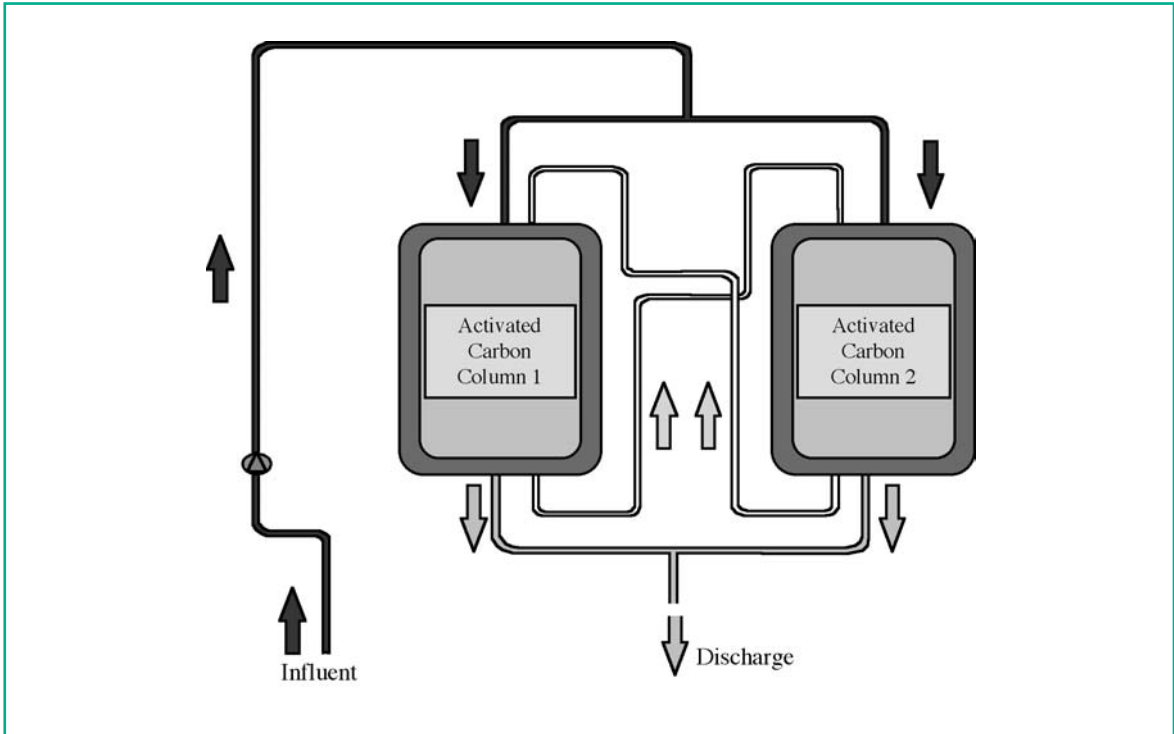 Activated
Carbon
Column 1
Activated
Carbon
Column 2
Influent
Discharge